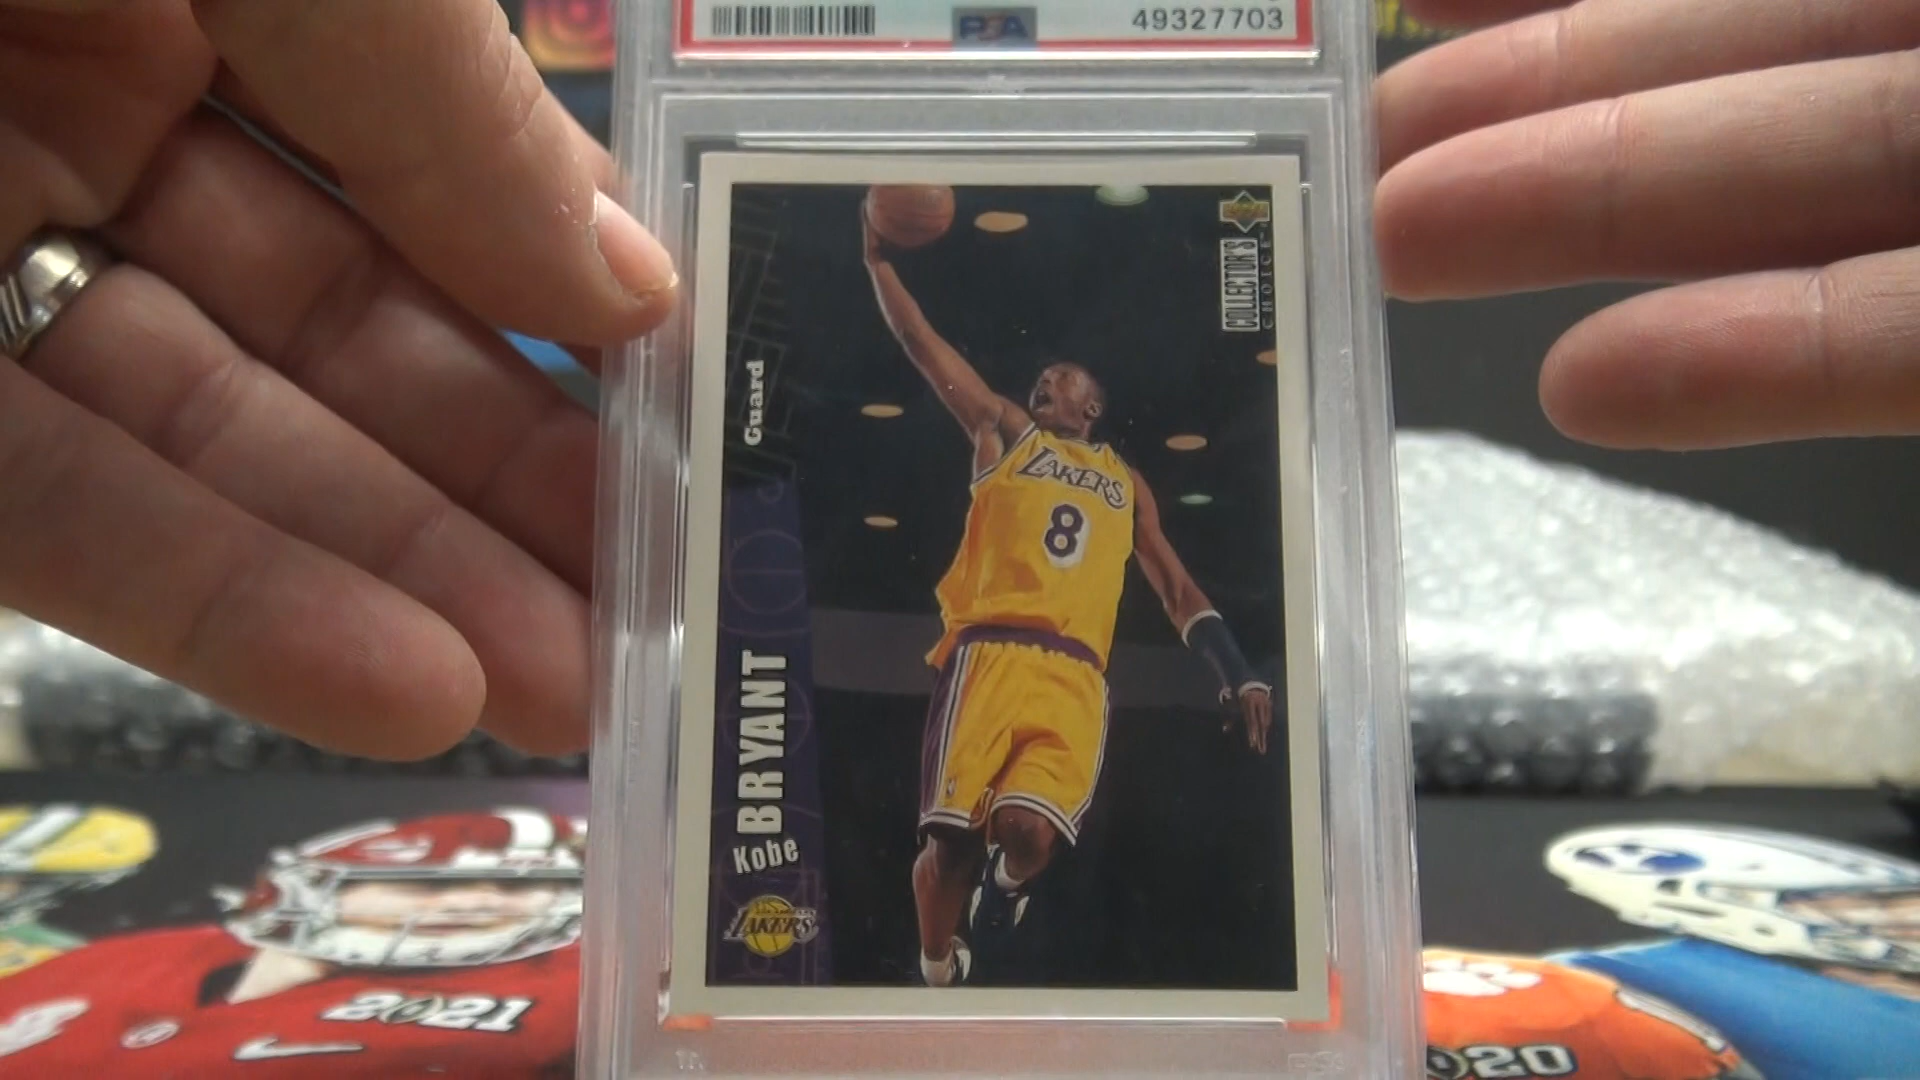 PSA
49327703
COLLECTOR'S
CHOICE
Guard
LAKERS
8
Kobe
BRYANT
LAKERS
2021
2020